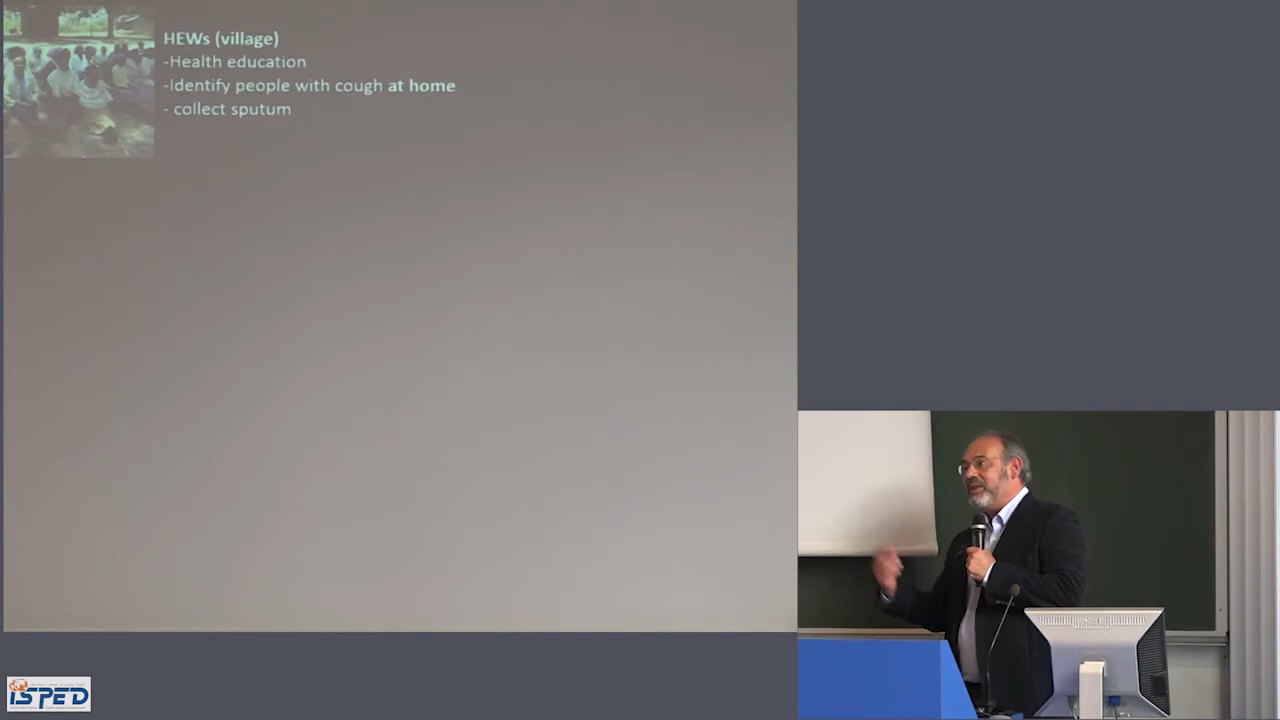 HEWs (village)
-Health education
-Identify people with cough at home
- collect sputum
ISPED